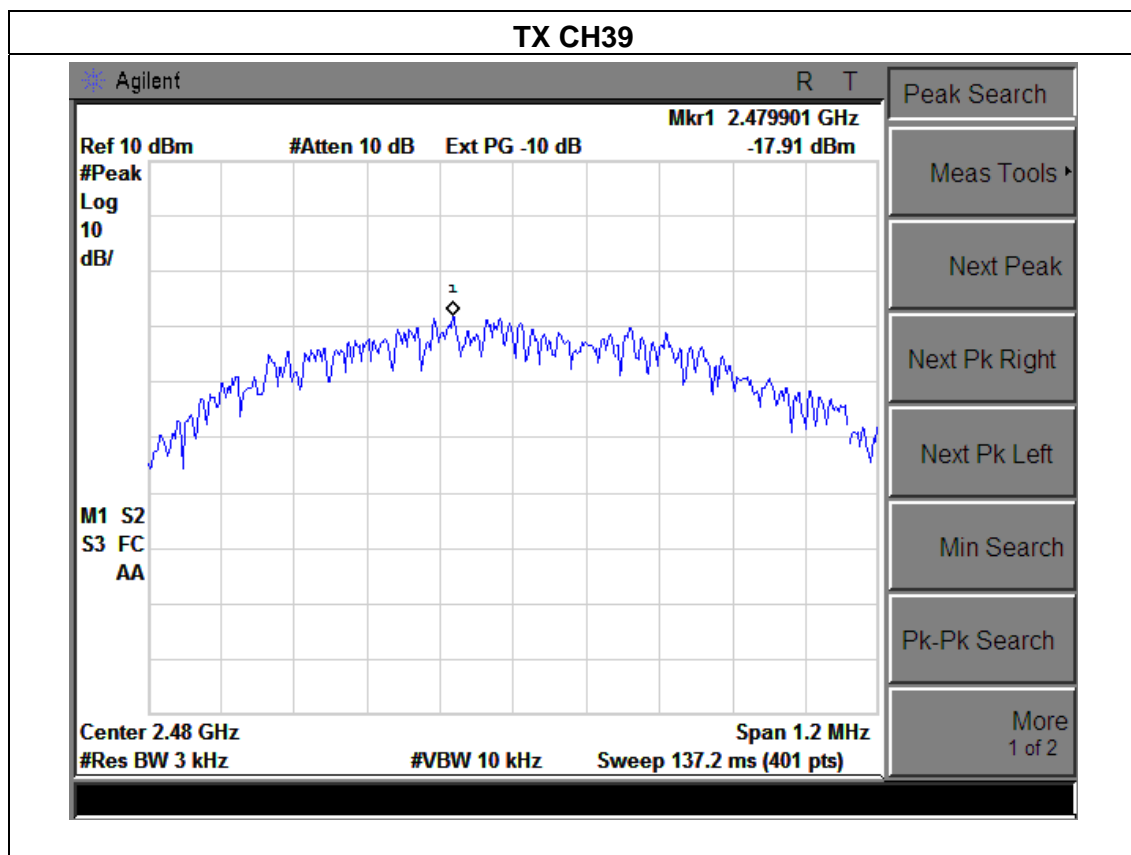 TX CH39
Agilent R T
Peak Search
Mkr1 2.479901 GHz
Ref 10 dBm #Atten 10 dB Ext PG -10 dB -17.91 dBm
#Peak
Log
10
dB/
1
M1 S2
S3 FC
AA
Center 2.48 GHz Span 1.2 MHz
#Res BW 3 kHz #VBW 10 kHz Sweep 137.2 ms (401 pts)
Meas Tools
Next Peak
Next Pk Right
Next Pk Left
Min Search
Pk-Pk Search
More
1 of 2